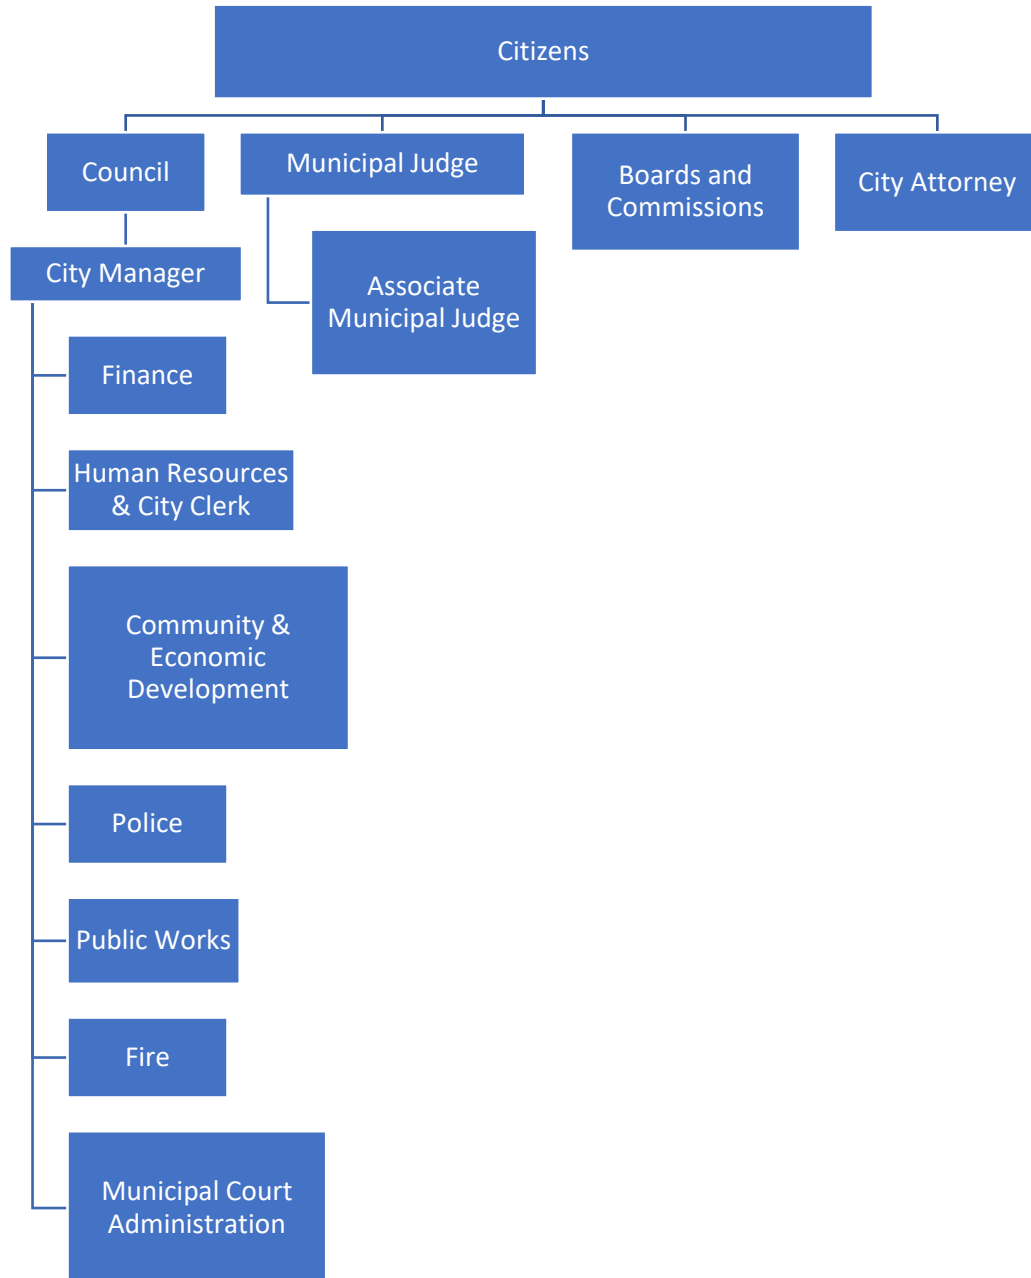 Citizens
Council
Municipal Judge
Boards and
Commissions
City Attorney
City Manager
Associate
Municipal Judge
Finance
Human Resources
& City Clerk
Community &
Economic
Development
Police
Public Works
Fire
Municipal Court
Administration